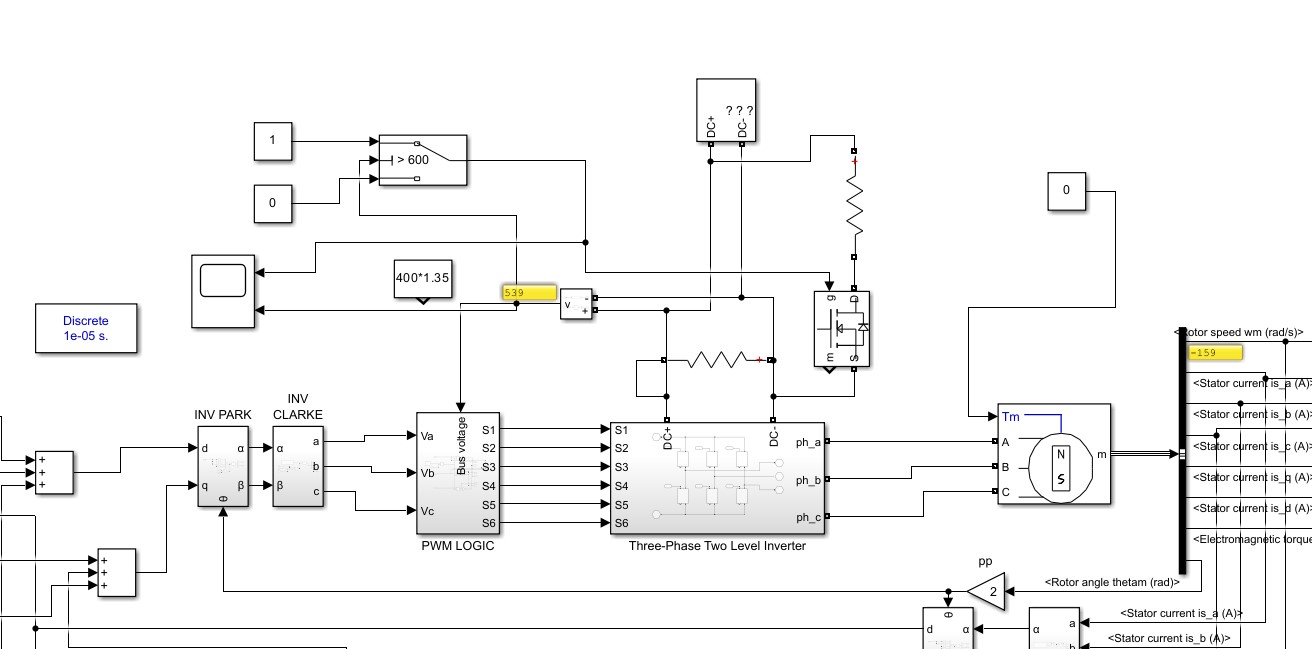 ? ? ?
DC+
DC-
1
> 600
0
0
400*1.35
539
v
-
+
g
D
m
S
Discrete
1e-05 s.
<Rotor speed wm (rad/s)>
-159
<Stator current is_a (A)>
<Stator current is_b (A)>
<Stator current is_c (A)>
<Stator current is_q (A)>
<Stator current is_d (A)>
<Electromagnetic torque
INV PARK
INV
CLARKE
d
α
q
β
θ
α
a
b
β
c
Va
Vb
Vc
Bus voltage
S1
S2
S3
S4
S5
S6
PWM LOGIC
S1
S2
S3
S4
S5
S6
DC+
DC-
ph_a
ph_b
ph_c
Three-Phase Two Level Inverter
Tm
A
B
C
N
S
m
+
+
+
+
+
+
pp
2
<Rotor angle thetam (rad)>
θ
d
α
α
a
b
<Stator current is_a (A)>
<Stator current is_b (A)>